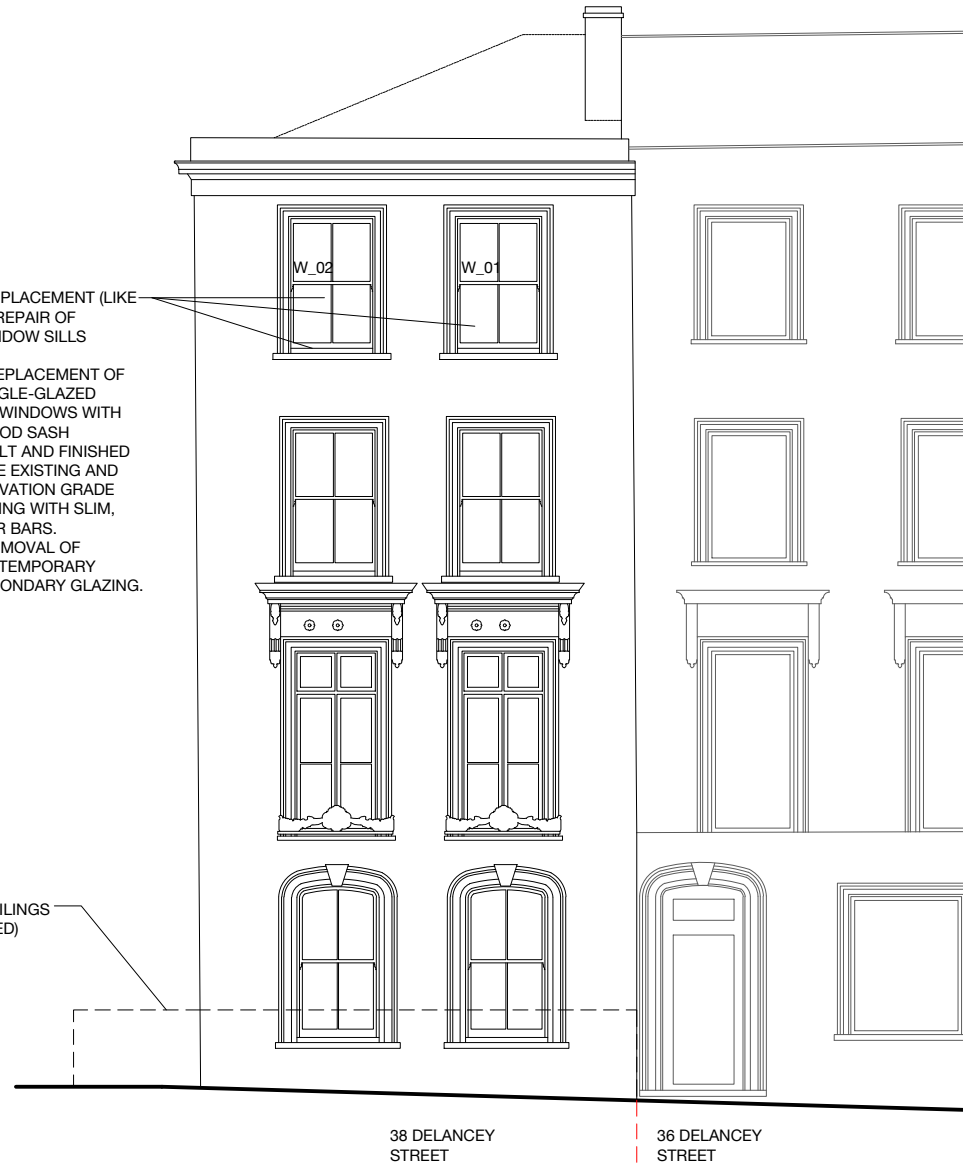 W_02
W_01
PLACEMENT (LIKE
REPAIR OF
DOW SILLS
EPLACEMENT OF
GLE-GLAZED
WINDOWS WITH
OD SASH
LT AND FINISHED
E EXISTING AND
VATION GRADE
ING WITH SLIM,
R BARS.
MOVAL OF
TEMPORARY
ONDARY GLAZING.
ILINGS
ED)
38 DELANCEY
STREET
36 DELANCEY
STREET